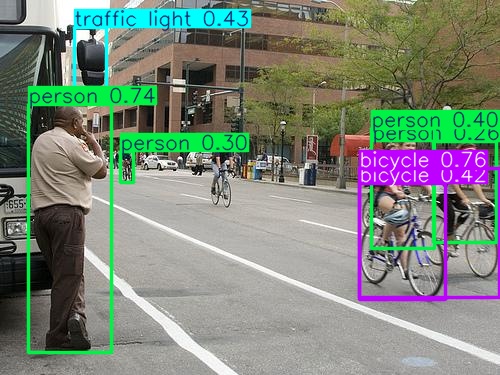 traffic light 0.43
person 0.74
person 0.30
person 0.40
person 0.26
bicycle 0.76
bicycle 0.42
655